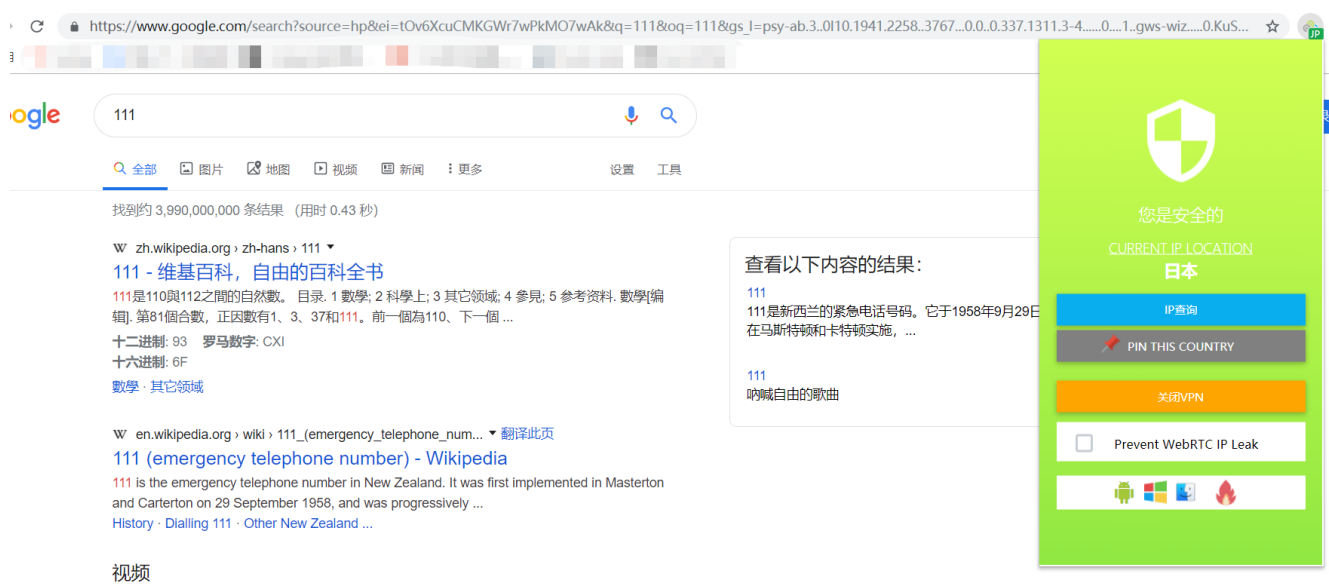 https://www.google.com/search?source=hp&ei=tOv6XcuCMKGWr7wPkMO7wAk&q=111&oq=111&gs_l=psy-ab.3..0l10.1941.2258..3767...0.0..0.337.1311.3-4......0....1..gws-wiz.....0.KuS...
JP
ogle
111
全部 图片 地图 视频 新闻 更多 设置 工具
找到约 3,990,000,000 条结果 （用时 0.43 秒）
W zh.wikipedia.org › zh-hans › 111
111 - 维基百科，自由的百科全书
111是110與112之間的自然數。 目录. 1 數學; 2 科學上; 3 其它领域; 4 參見; 5 参考资料. 數學[编
辑]. 第81個合數，正因數有1、3、37和111。前一個為110、下一個 ...
十二进制: 93 罗马数字: CXI
十六进制: 6F
數學 · 其它领域
W en.wikipedia.org › wiki › 111_(emergency_telephone_num... 翻译此页
111 (emergency telephone number) - Wikipedia
111 is the emergency telephone number in New Zealand. It was first implemented in Masterton
and Carterton on 29 September 1958, and was progressively ...
History · Dialling 111 · Other New Zealand ...
视频
查看以下内容的结果：
111
111是新西兰的紧急电话号码。它于1958年9月29日
在马斯特顿和卡特顿实施，...
111
呐喊自由的歌曲
您是安全的
CURRENT IP LOCATION
日本
IP查询
PIN THIS COUNTRY
关闭VPN
Prevent WebRTC IP Leak